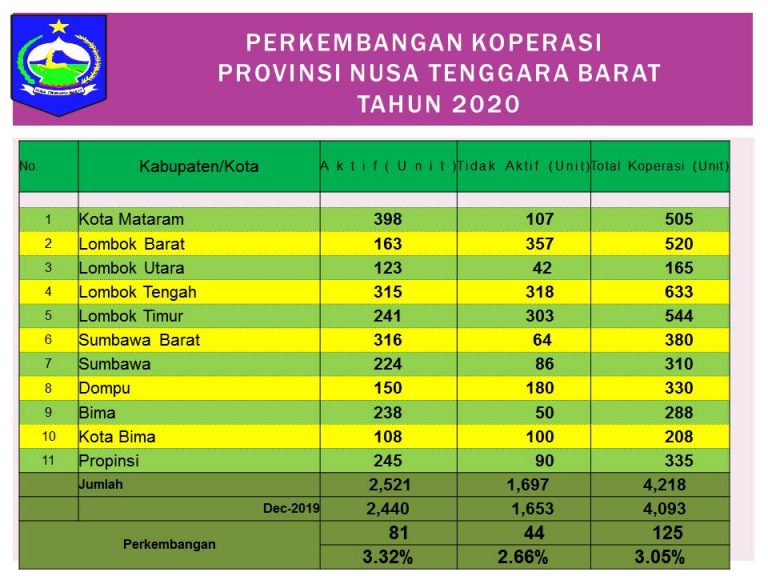 PERKEMBANGAN KOPERASI
PROVINSI NUSA TENGGARA BARAT
TAHUN 2020
No. Kabupaten/Kota Aktif(Unit) Tidak Aktif (Unit) Total Koperasi (Unit)
1 Kota Mataram 398 107 505
2 Lombok Barat 163 357 520
3 Lombok Utara 123 42 165
4 Lombok Tengah 315 318 633
5 Lombok Timur 241 303 544
6 Sumbawa Barat 316 64 380
7 Sumbawa 224 86 310
8 Dompu 150 180 330
9 Bima 238 50 288
10 Kota Bima 108 100 208
11 Propinsi 245 90 335
Jumlah 2,521 1,697 4,218
Dec-2019 2,440 1,653 4,093
Perkembangan 81 44 125
3.32% 2.66% 3.05%